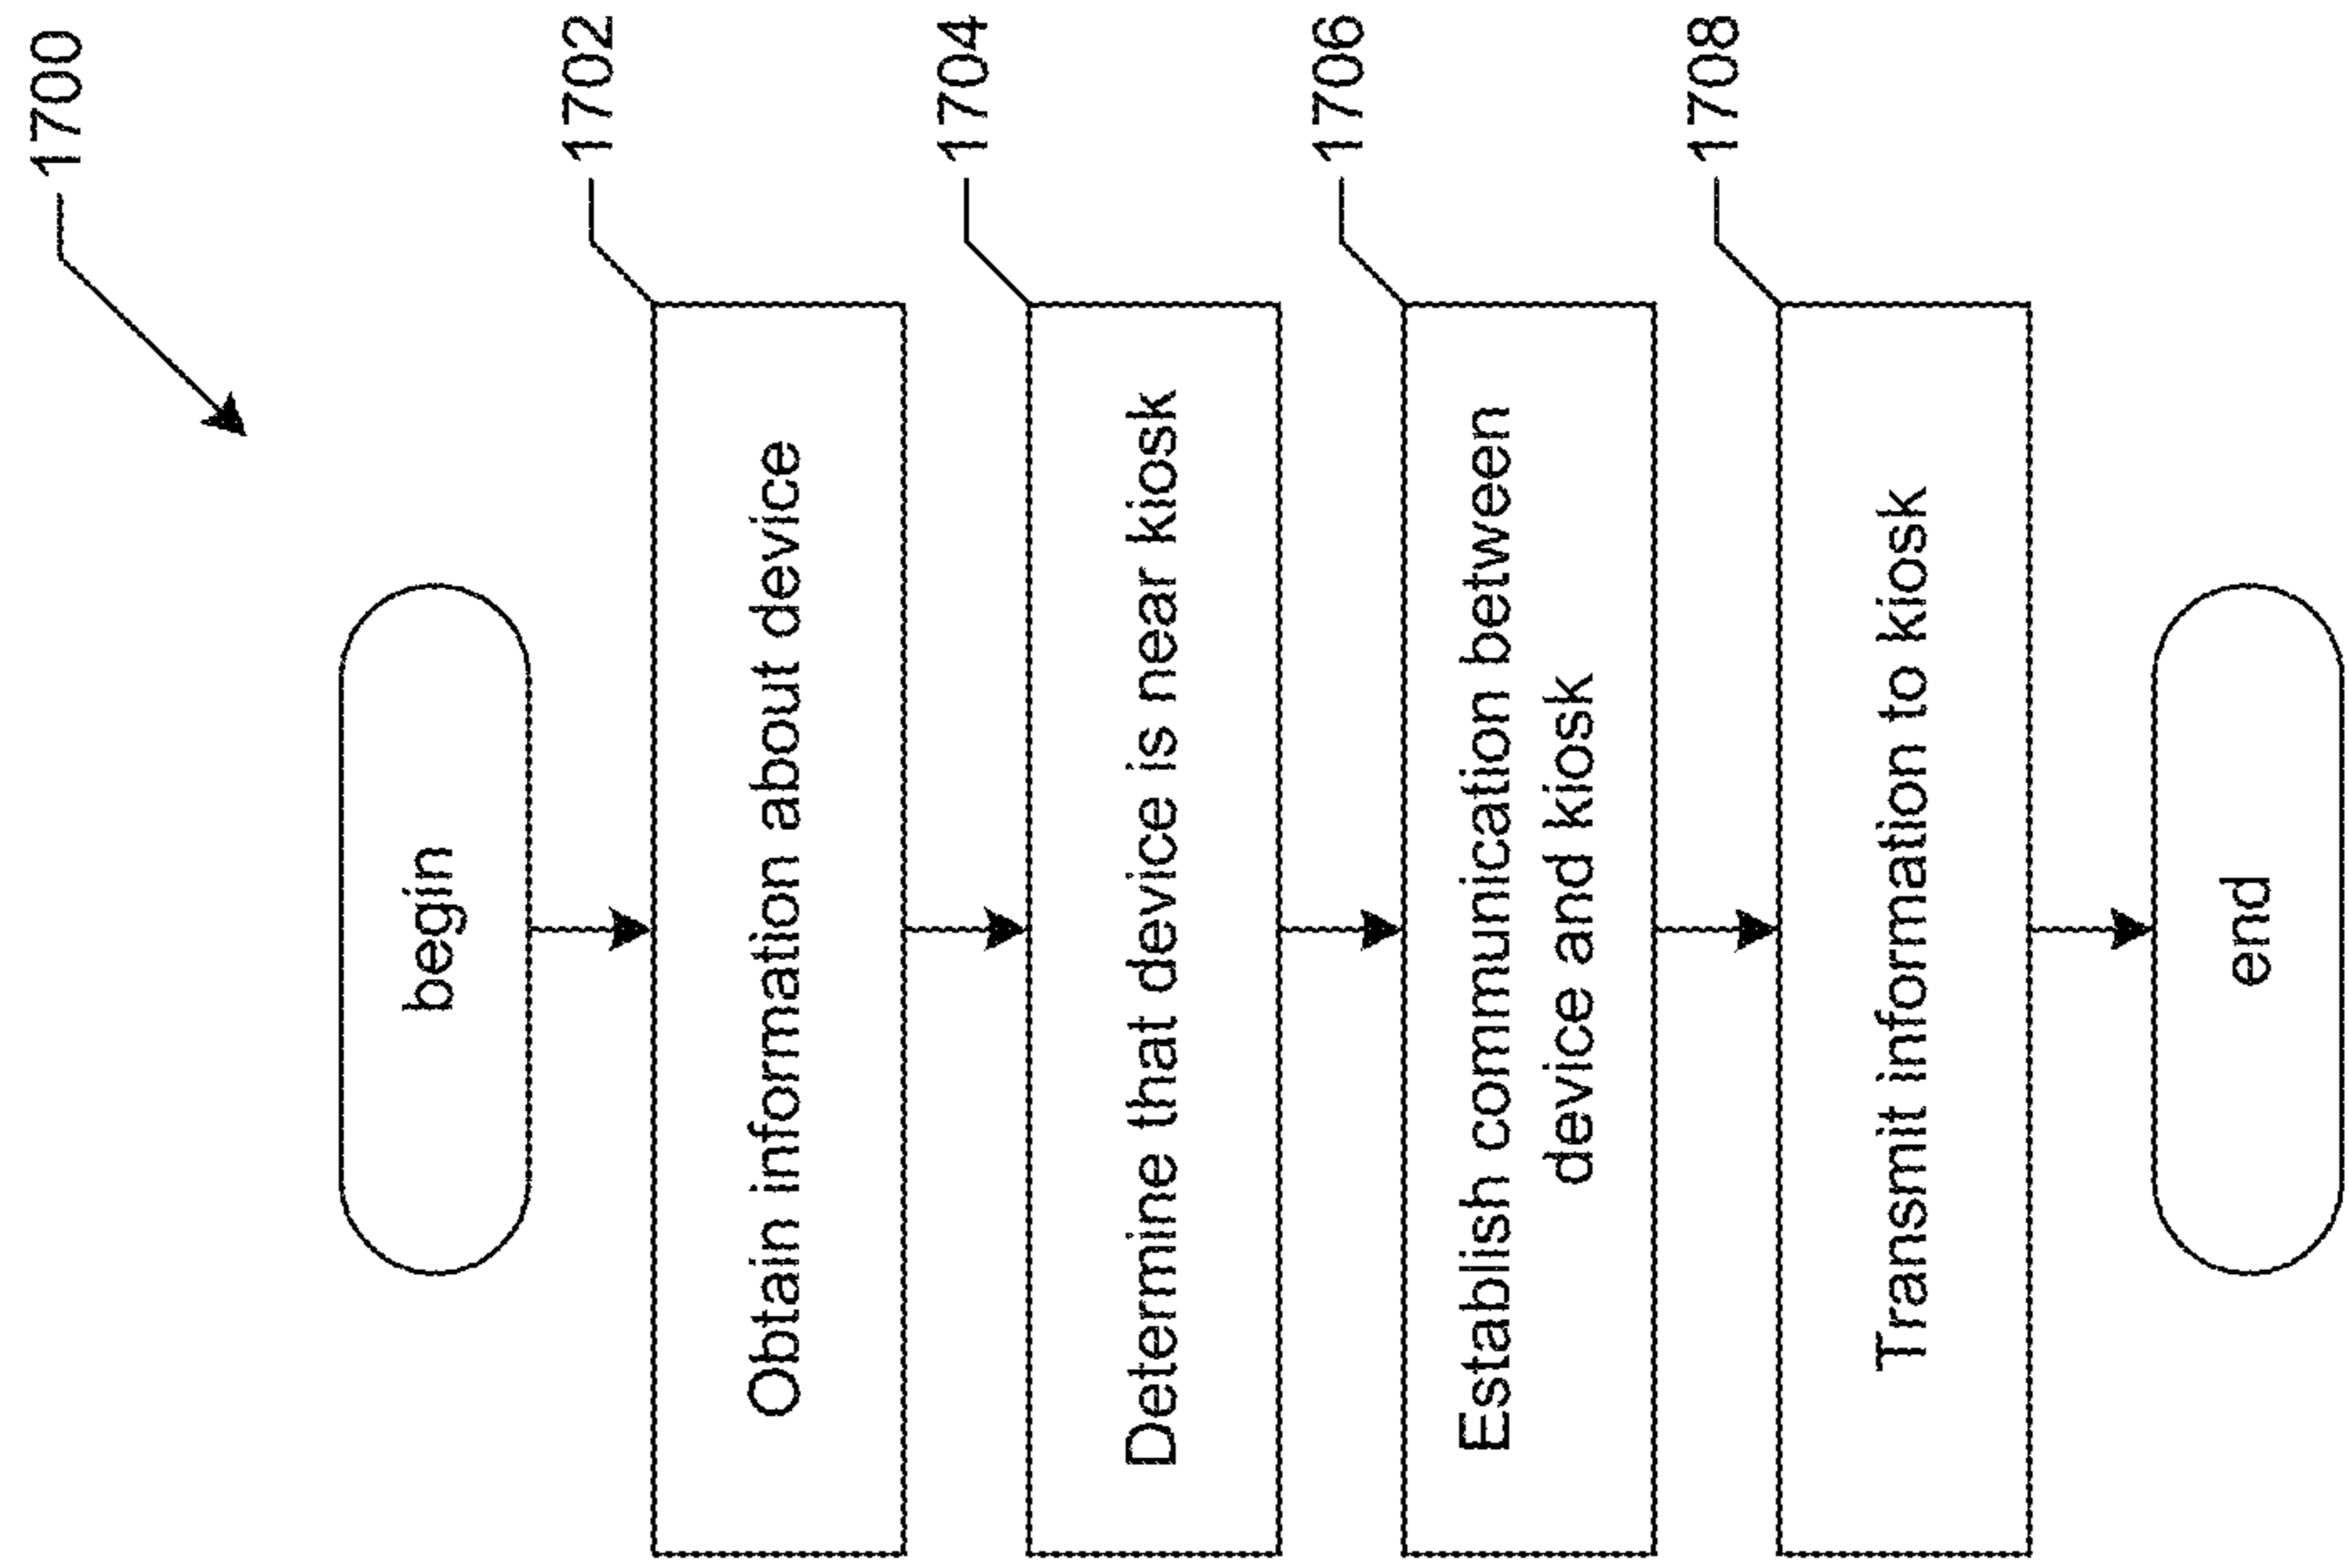 1700
begin
1702
Obtain information about device
1704
Determine that device is near kiosk
1706
Establish communication between
device and kiosk
1708
Transmit information to kiosk
end